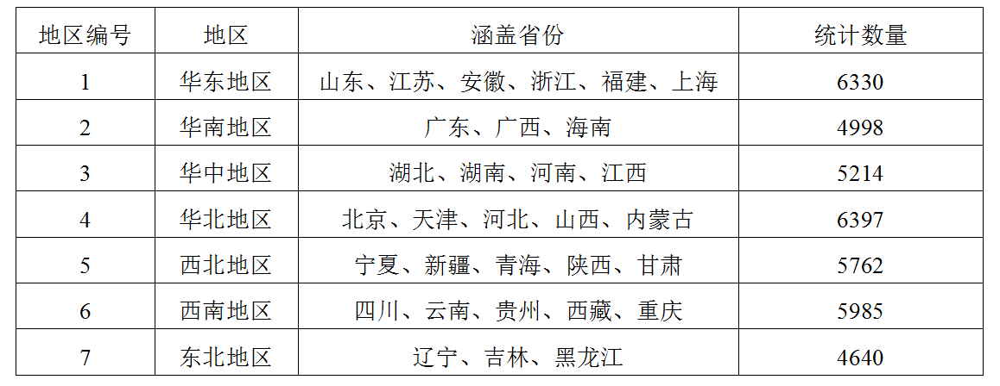 地区编号 地区 涵盖省份 统计数量
1 华东地区 山东、江苏、安徽、浙江、福建、上海 6330
2 华南地区 广东、广西、海南 4998
3 华中地区 湖北、湖南、河南、江西 5214
4 华北地区 北京、天津、河北、山西、内蒙古 6397
5 西北地区 宁夏、新疆、青海、陕西、甘肃 5762
6 西南地区 四川、云南、贵州、西藏、重庆 5985
7 东北地区 辽宁、吉林、黑龙江 4640